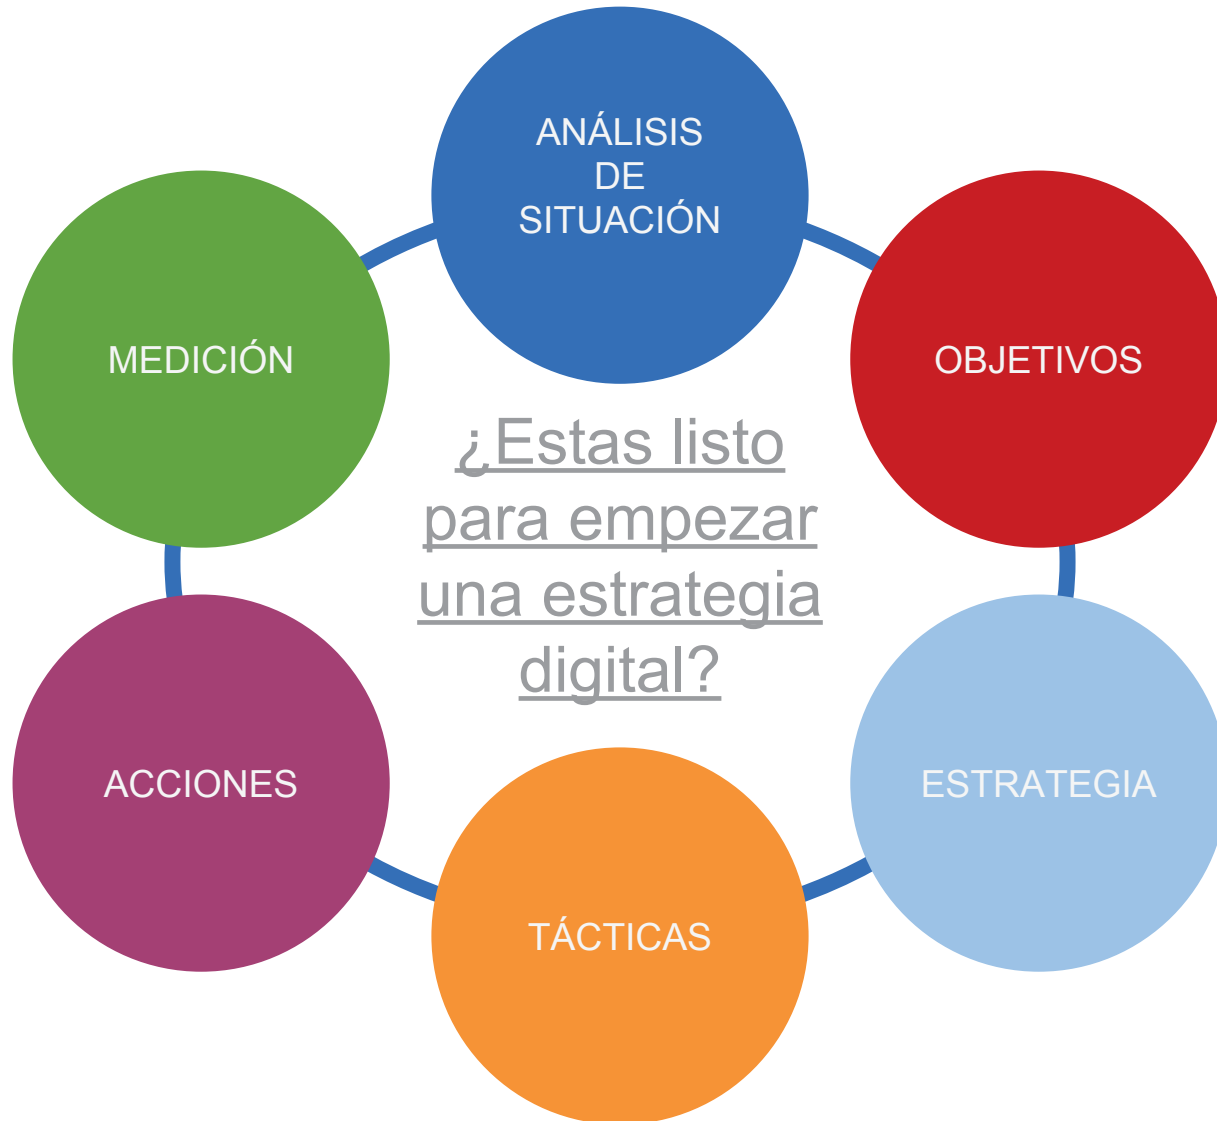 ANÁLISIS
DE
SITUACIÓN
OBJETIVOS
ESTRATEGIA
TÁCTICAS
ACCIONES
MEDICIÓN
¿Estas listo
para empezar
una estrategia
digital?